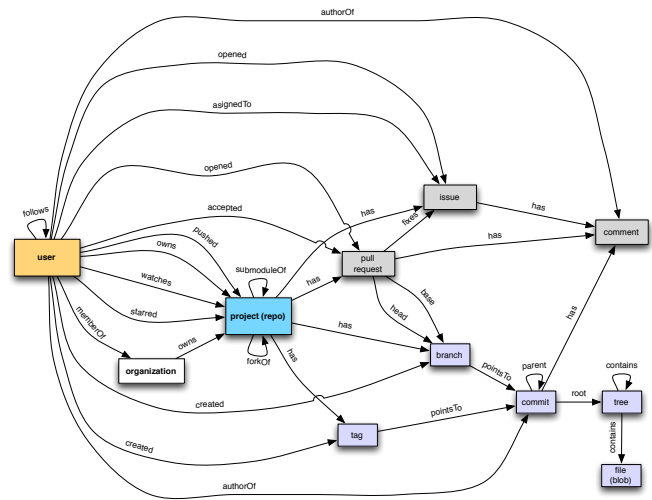 authorOf
opened
asignedTo
opened
follows
accepted
pushed
owns
has
issue
fixes
has
comment
has
user
watches
submoduleOf
has
pull
request
starred
project (repo)
base
head
memberOf
owns
organization
forkOf
has
has
branch
has
pointsTo
parent
contains
created
pointsTo
commit
root
tree
created
tag
contains
file
(blob)
authorOf